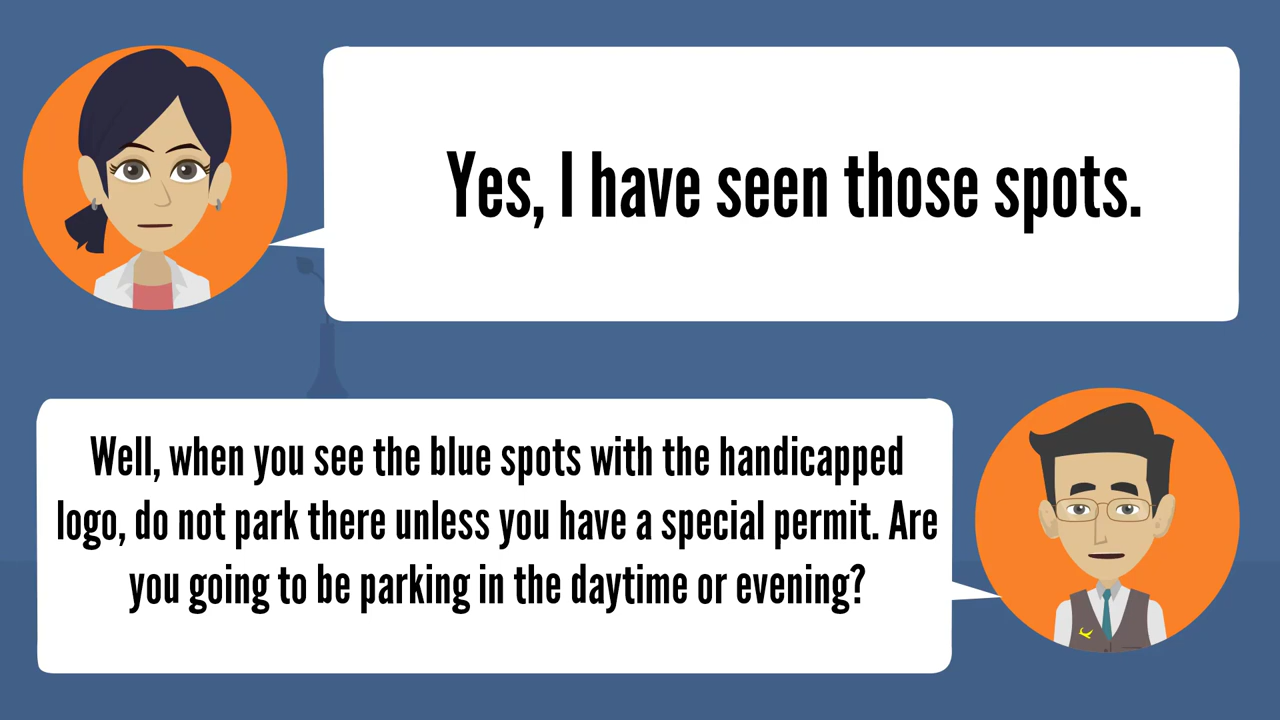 Yes, I have seen those spots.
Well, when you see the blue spots with the handicapped
logo, do not park there unless you have a special permit. Are
you going to be parking in the daytime or evening?